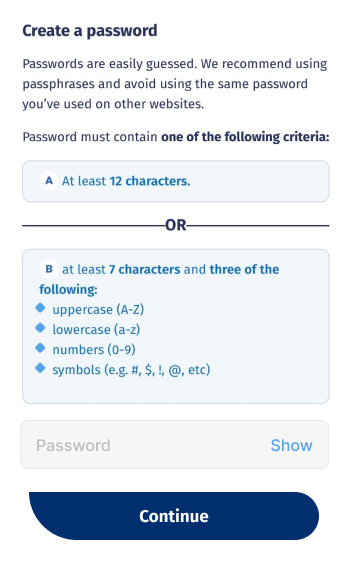 Create a password
Passwords are easily guessed. We recommend using
passphrases and avoid using the same password
you've used on other websites.
Password must contain one of the following criteria:
A At least 12 characters.
OR
B at least 7 characters and three of the
following:
uppercase (A-Z)
lowercase (a-z)
numbers (0-9)
symbols (e.g. #, $, !, @, etc)
Password Show
Continue